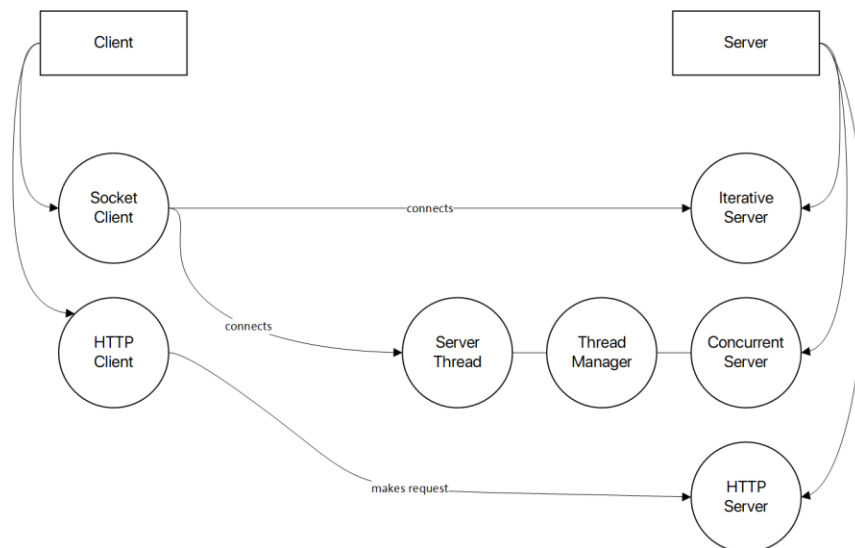 Client
Server
Socket
Client
connects
Iterative
Server
connects
HTTP
Client
Server
Thread
Thread
Manager
Concurrent
Server
makes request
HTTP
Server